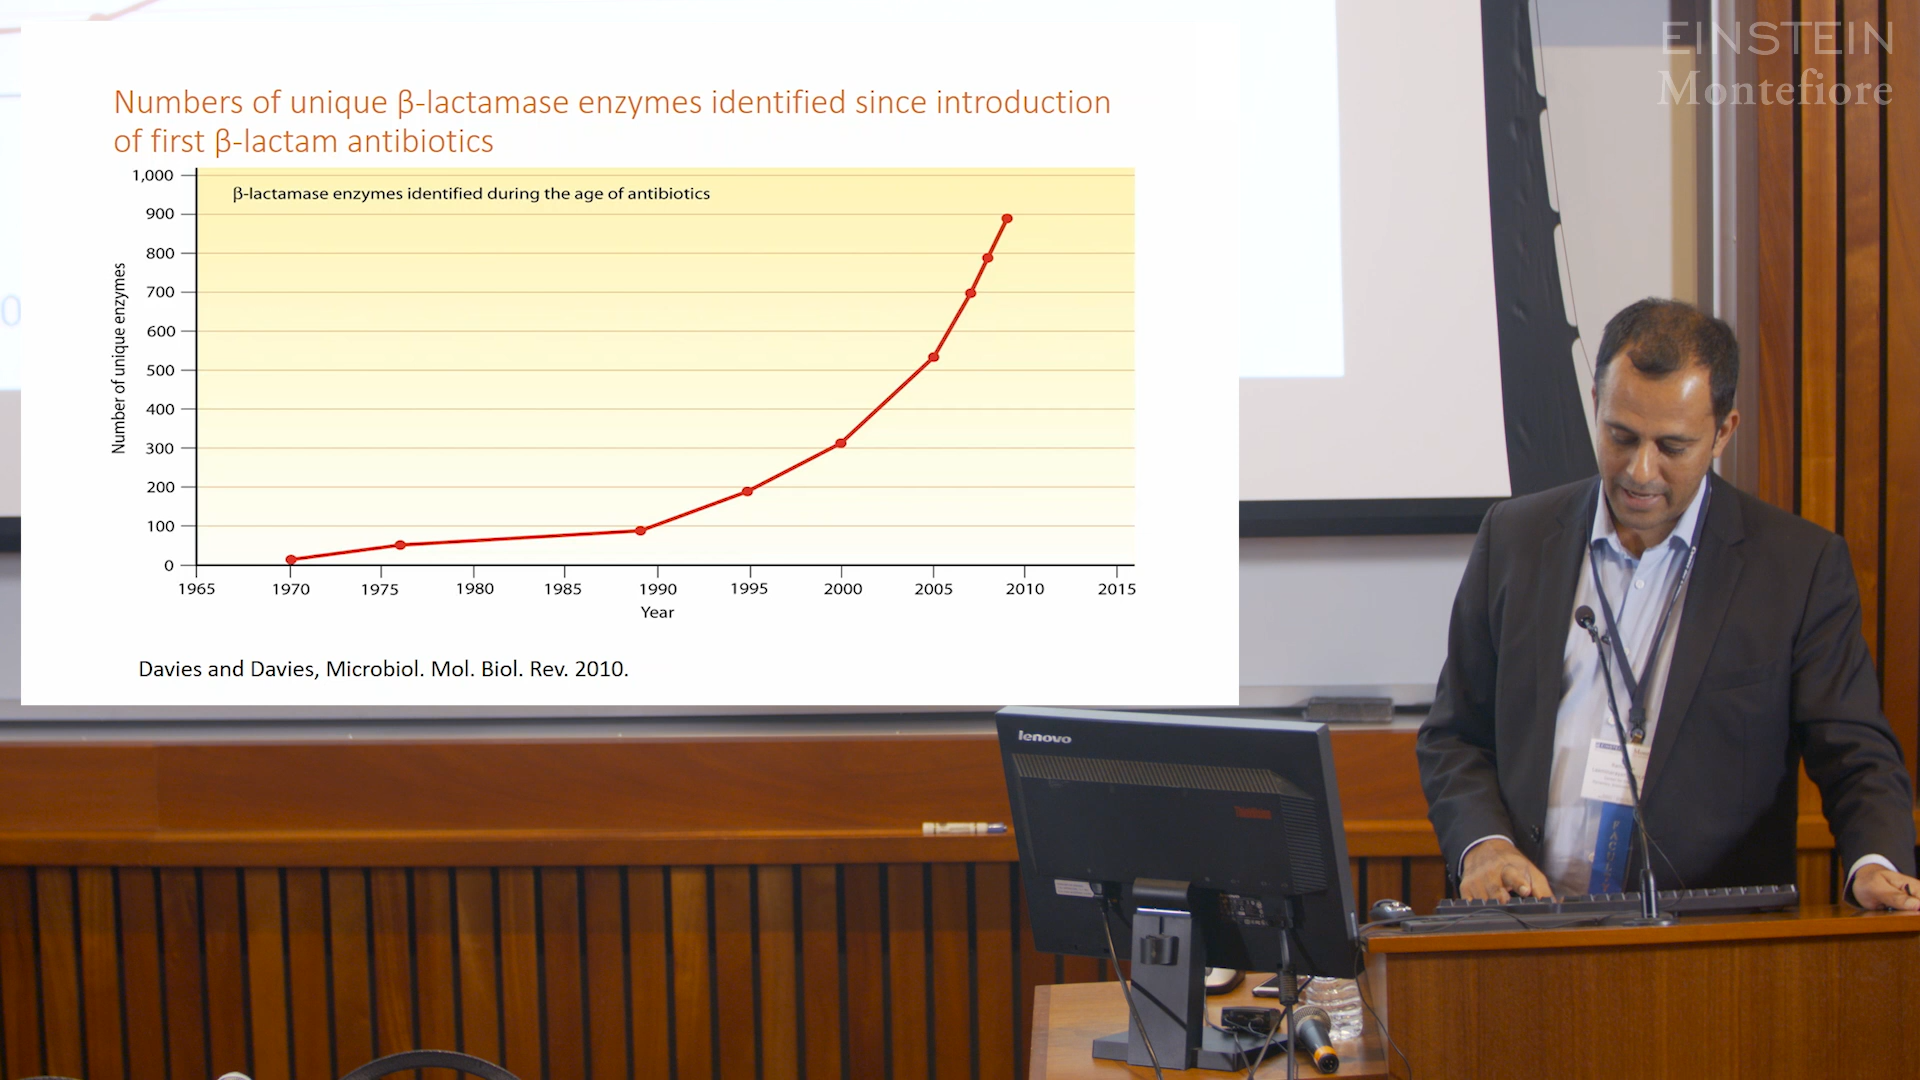 EINSTEIN
Montefiore
Numbers of unique β-lactamase enzymes identified since introduction
of first β-lactam antibiotics
β-lactamase enzymes identified during the age of antibiotics
Number of unique enzymes
1,000
900
800
700
600
500
400
300
200
100
0
1965 1970 1975 1980 1985 1990 1995 2000 2005 2010 2015
Year
Davies and Davies, Microbiol. Mol. Biol. Rev. 2010.
lenovo